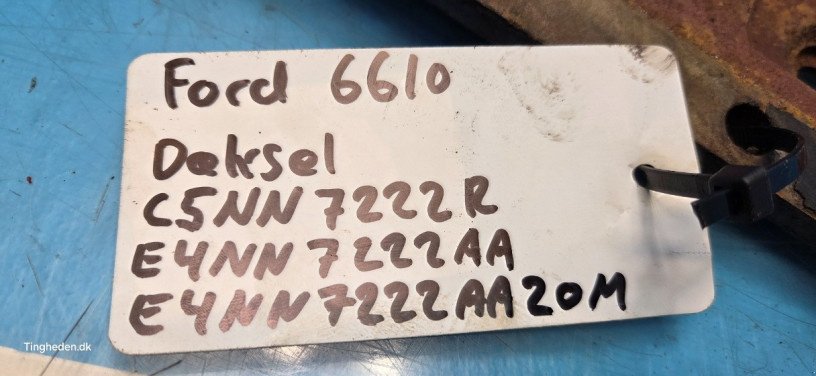 Ford 6610
Deksel
C5NN7222R
E4NN7222AA
E4NN7222AA20M
Tingheden.dk